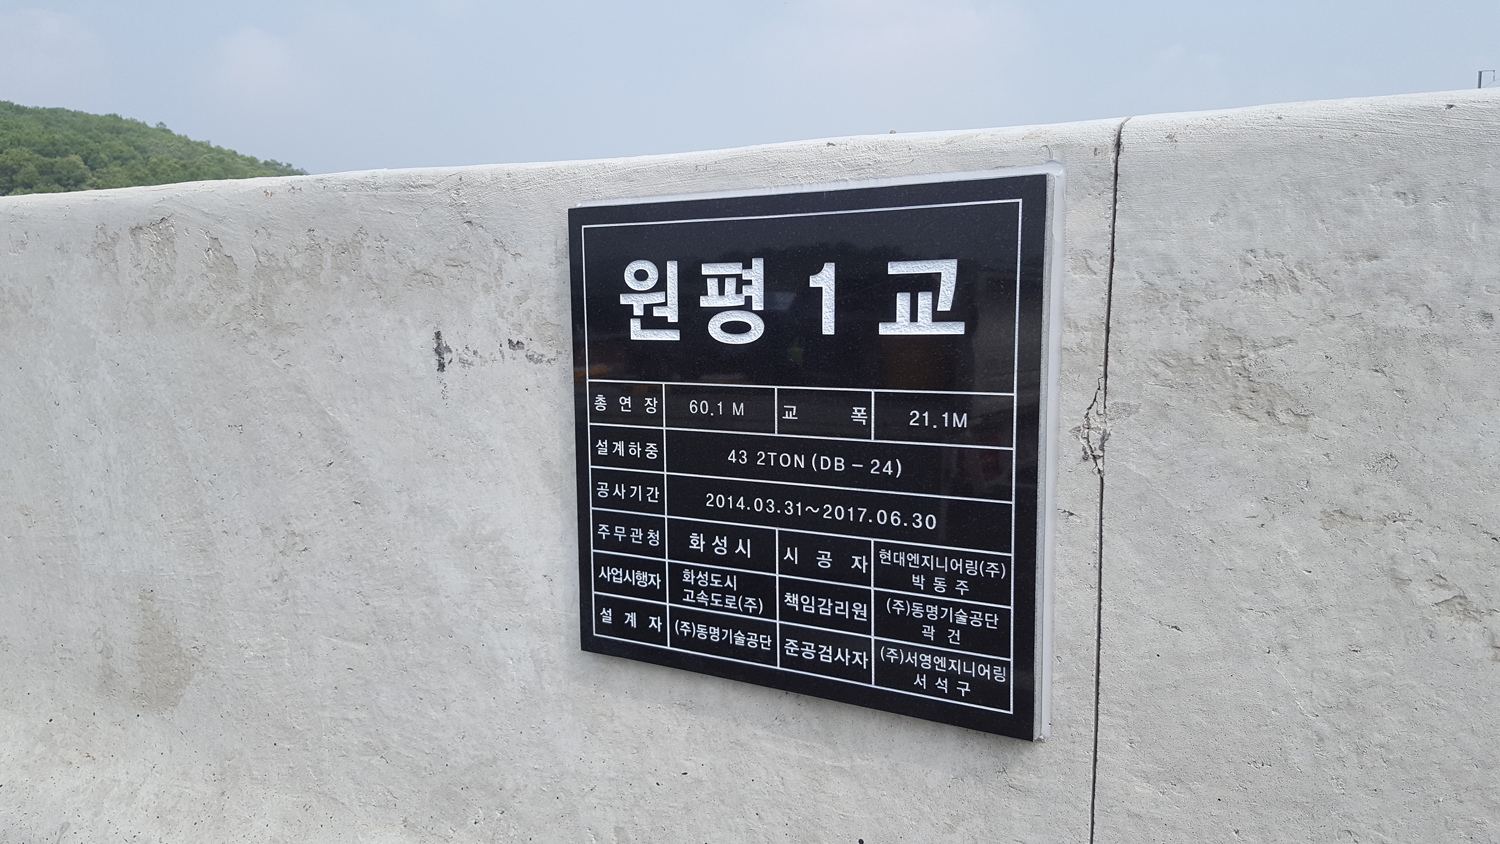 원평1교
총연장 60.1 M 교폭 21.1M
설계하중 43 2TON (DB - 24)
공사기간 2014.03.31~2017.06.30
주무관청 화성시 시공자 현대엔지니어링(주)
박동주
사업시행자 화성도시
고속도로(주) 책임감리원 (주)동명기술공단
곽건
설계자 (주)동명기술공단 준공검사자 (주)서영엔지니어링
서석구